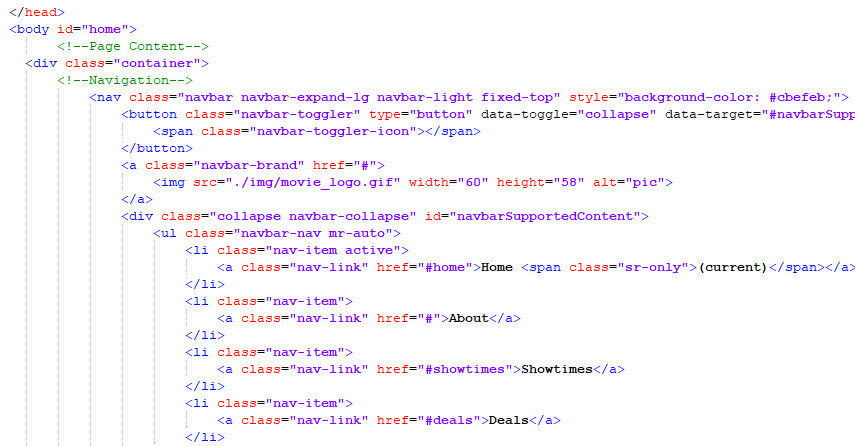 </head>
<body id="home">
<!--Page Content-->
<div class="container">
<!--Navigation-->
<nav class="navbar navbar-expand-lg navbar-light fixed-top" style="background-color: #cbefeb;">
<button class="navbar-toggler" type="button" data-toggle="collapse" data-target="#navbarSupp
<span class="navbar-toggler-icon"></span>
</button>
<a class="navbar-brand" href="#">
<img src="./img/movie_logo.gif" width="60" height="58" alt="pic">
</a>
<div class="collapse navbar-collapse" id="navbarSupportedContent">
<ul class="navbar-nav mr-auto">
<li class="nav-item active">
<a class="nav-link" href="#home">Home <span class="sr-only">(current)</span></a>
</li>
<li class="nav-item">
<a class="nav-link" href="#">About</a>
</li>
<li class="nav-item">
<a class="nav-link" href="#showtimes">Showtimes</a>
</li>
<li class="nav-item">
<a class="nav-link" href="#deals">Deals</a>
</li>